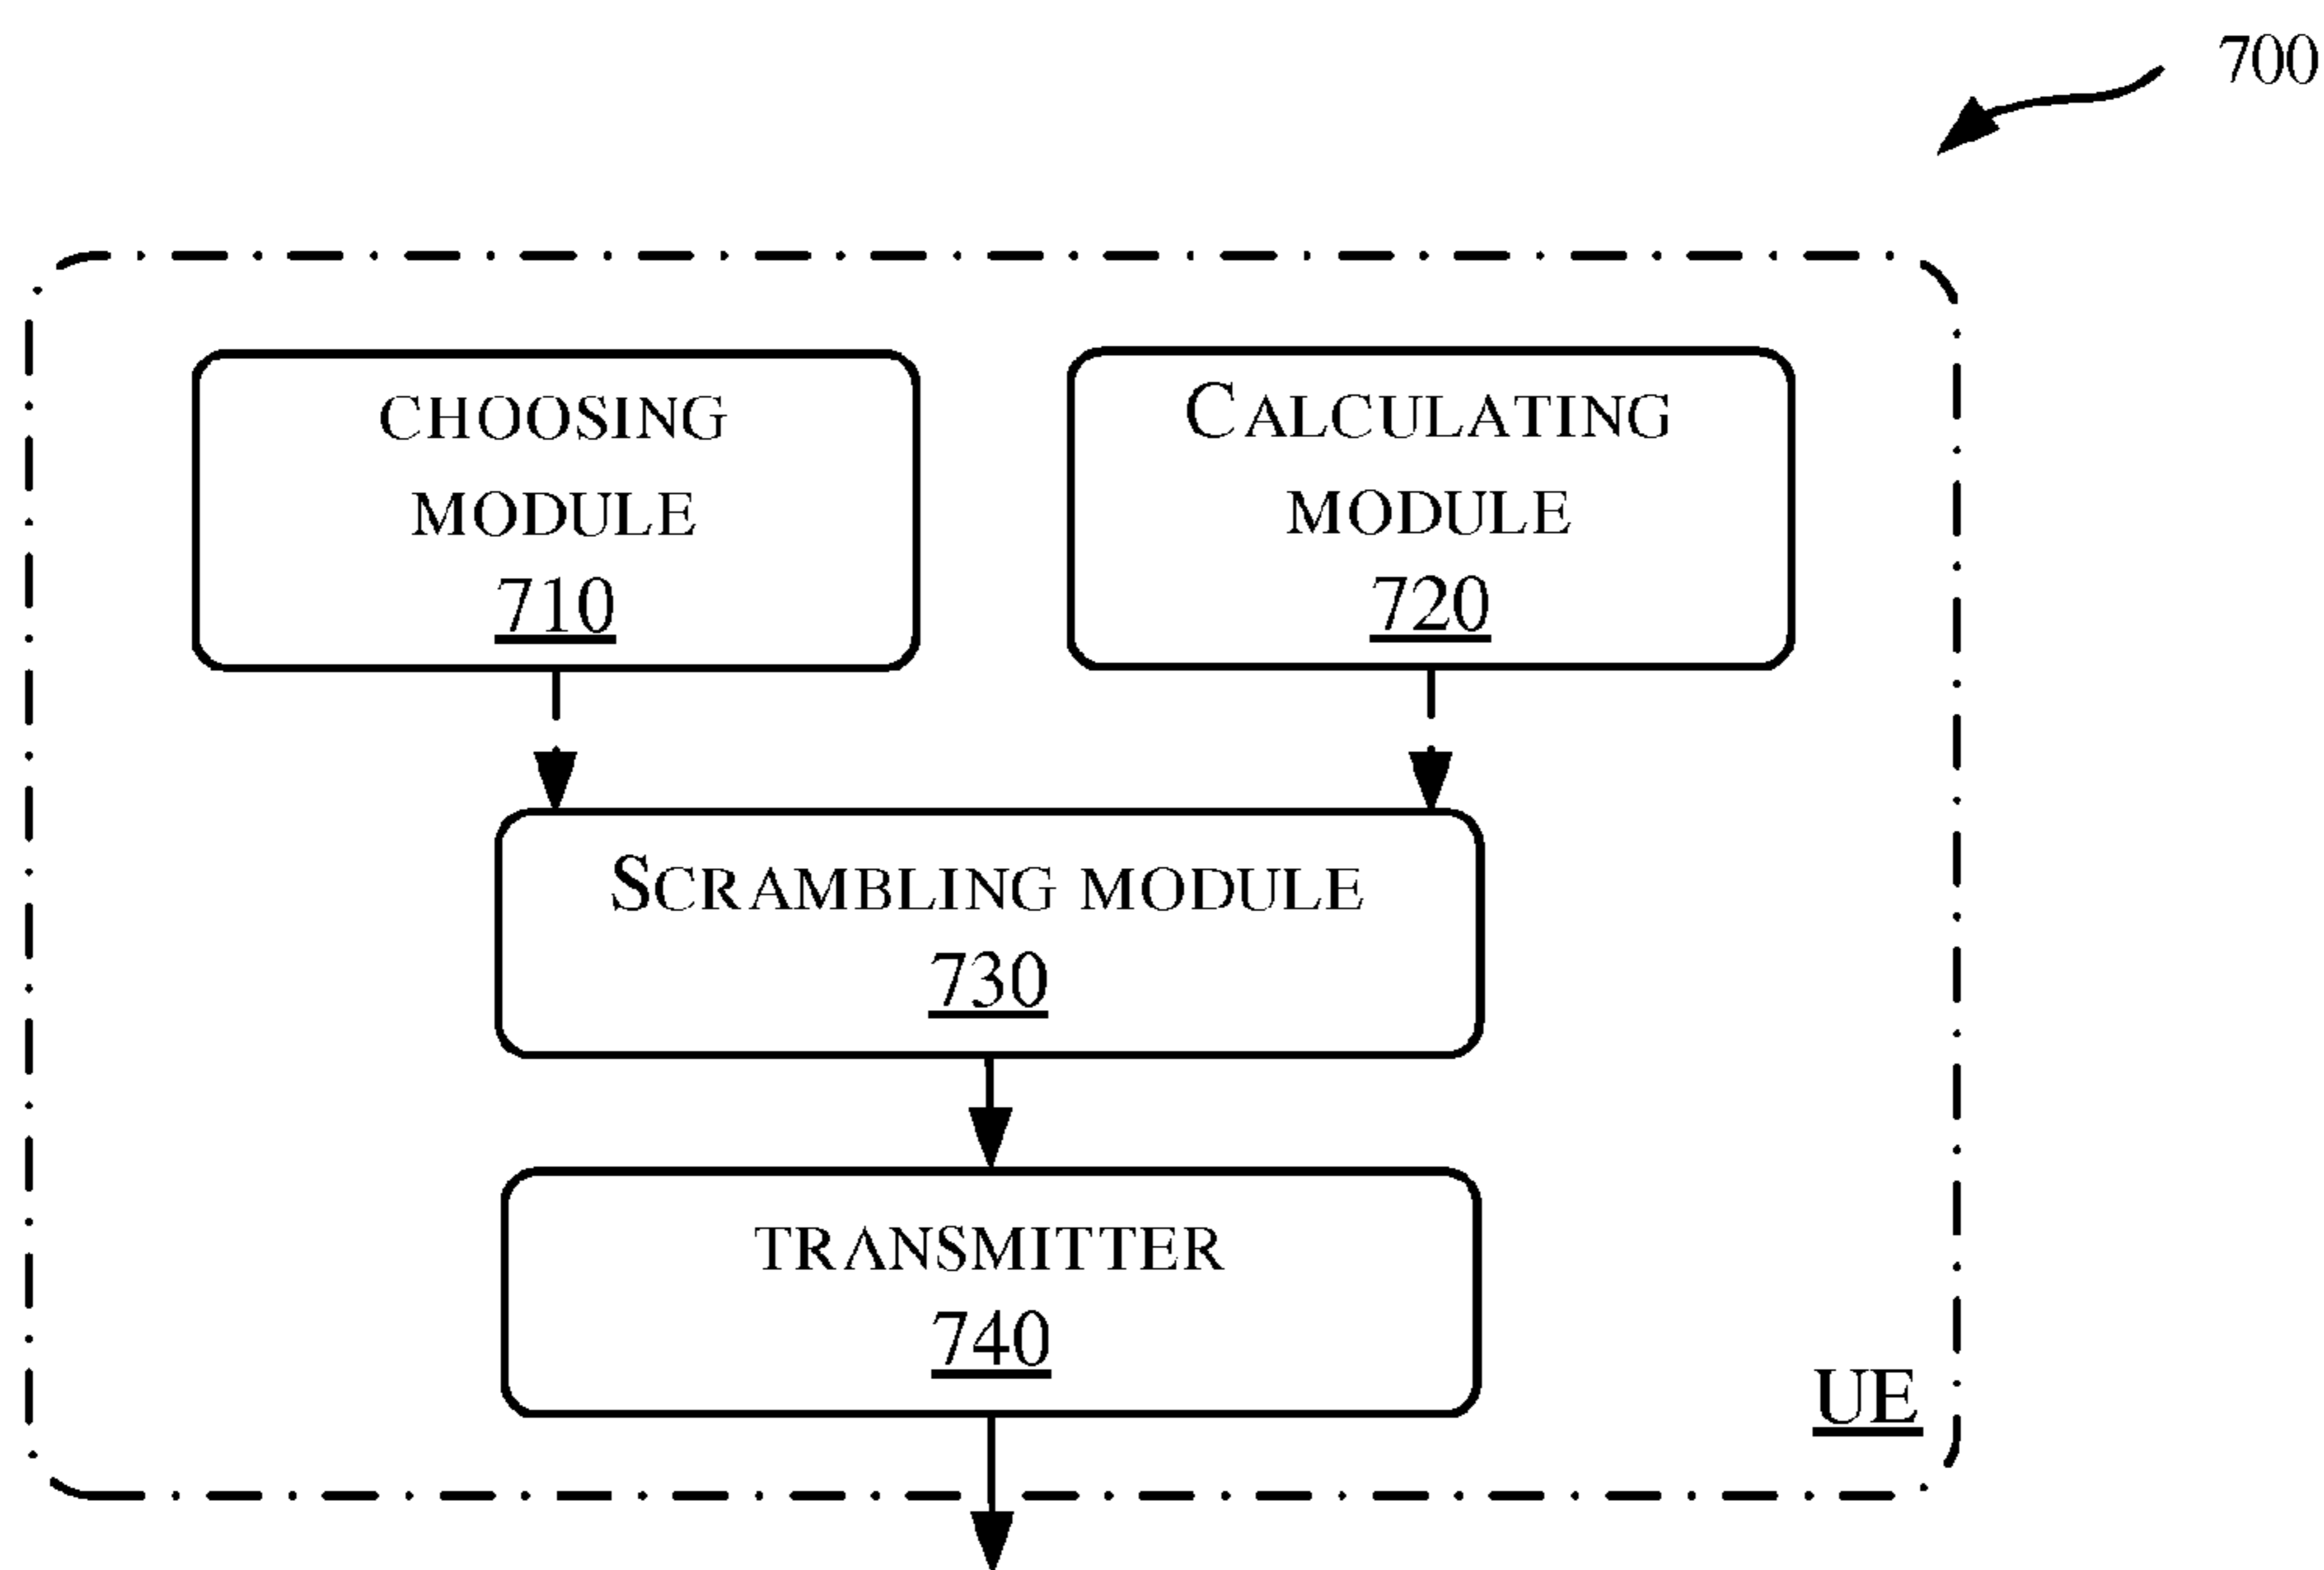 700
CHOOSING
MODULE
710
CALCULATING
MODULE
720
SCRAMBLING MODULE
730
TRANSMITTER
740
UE